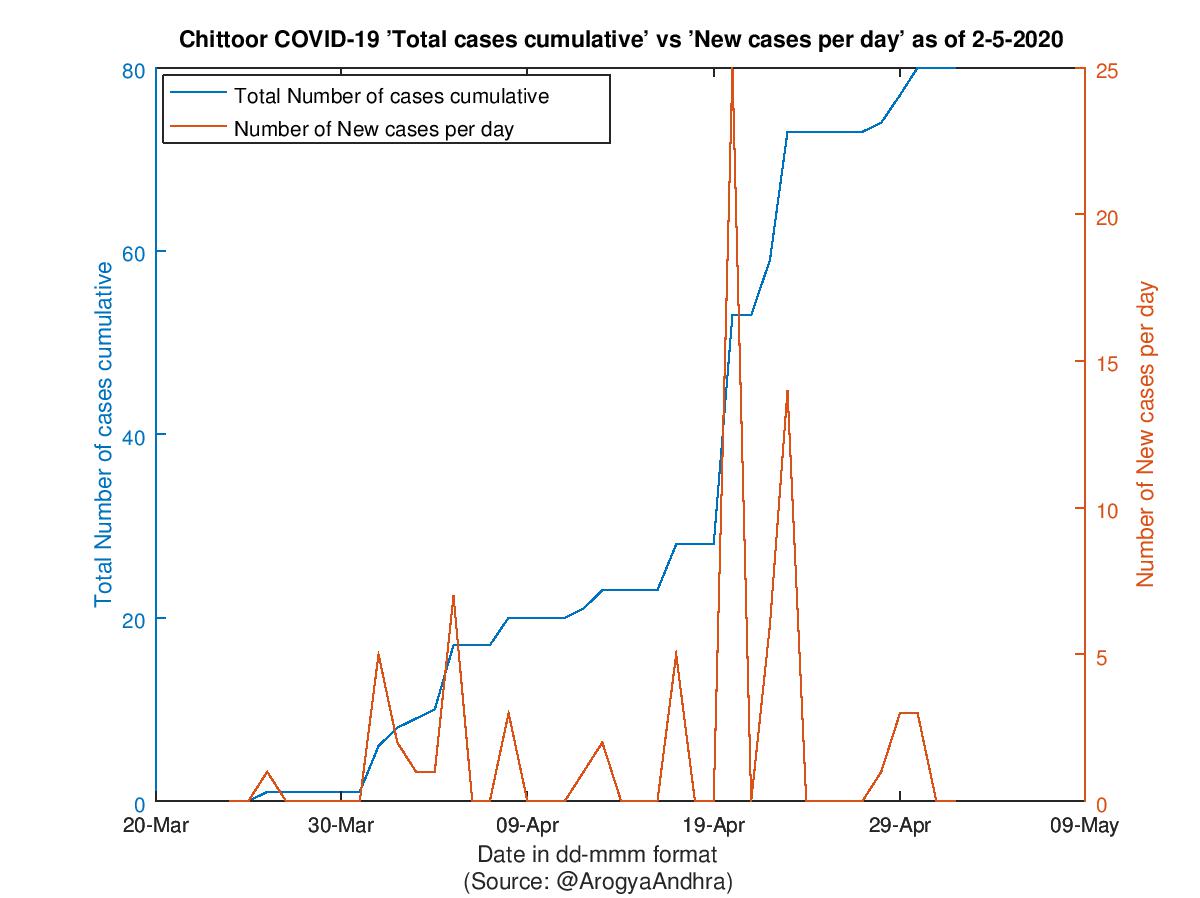 Chittoor COVID-19 ’Total cases cumulative’ vs ’New cases per day’ as of 2-5-2020
Total Number of cases cumulative
Number of New cases per day
Total Number of cases cumulative
80
60
40
20
0
25
20
15
10
5
0
Number of New cases per day
20-Mar 30-Mar 09-Apr 19-Apr 29-Apr 09-May
Date in dd-mmm format
(Source: @ArogyaAndhra)